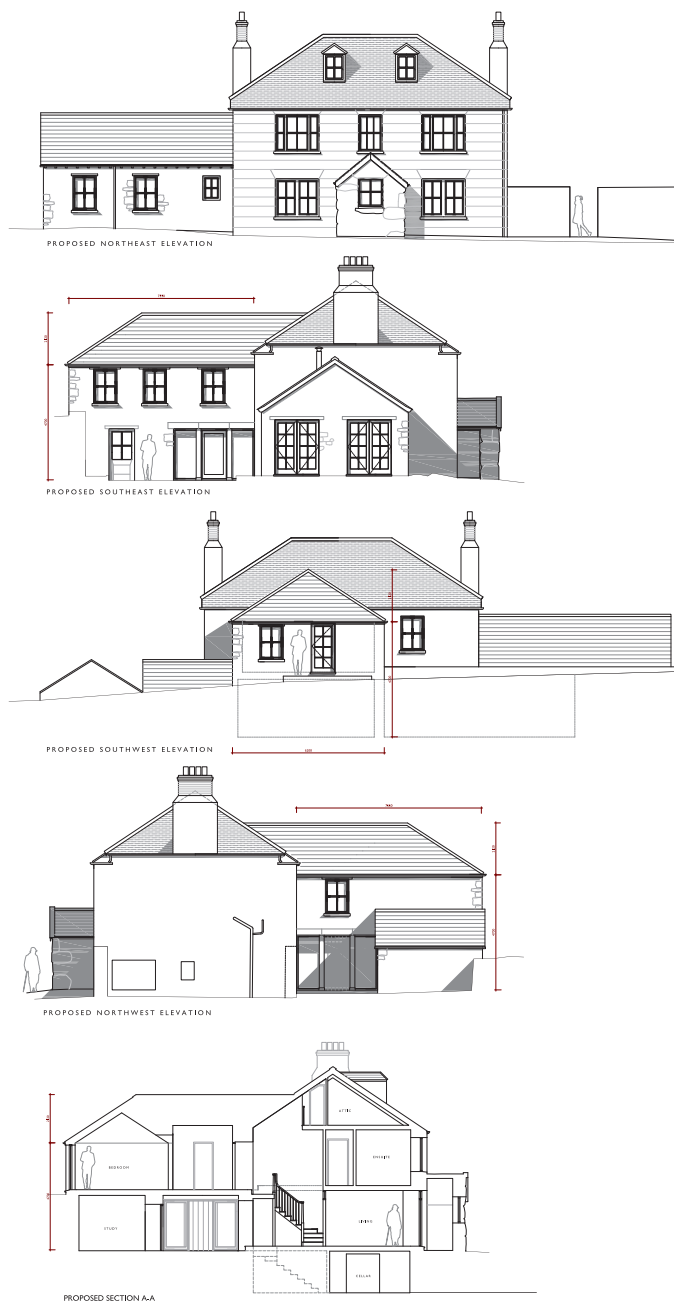 PROPOSED NORTHEAST ELEVATION
PROPOSED SOUTHEAST ELEVATION
PROPOSED SOUTHWEST ELEVATION
PROPOSED NORTHWEST ELEVATION
ATTIC
ENSUITE
BEDROOM
STUDY
LIVING
CELLAR
PROPOSED SECTION A-A